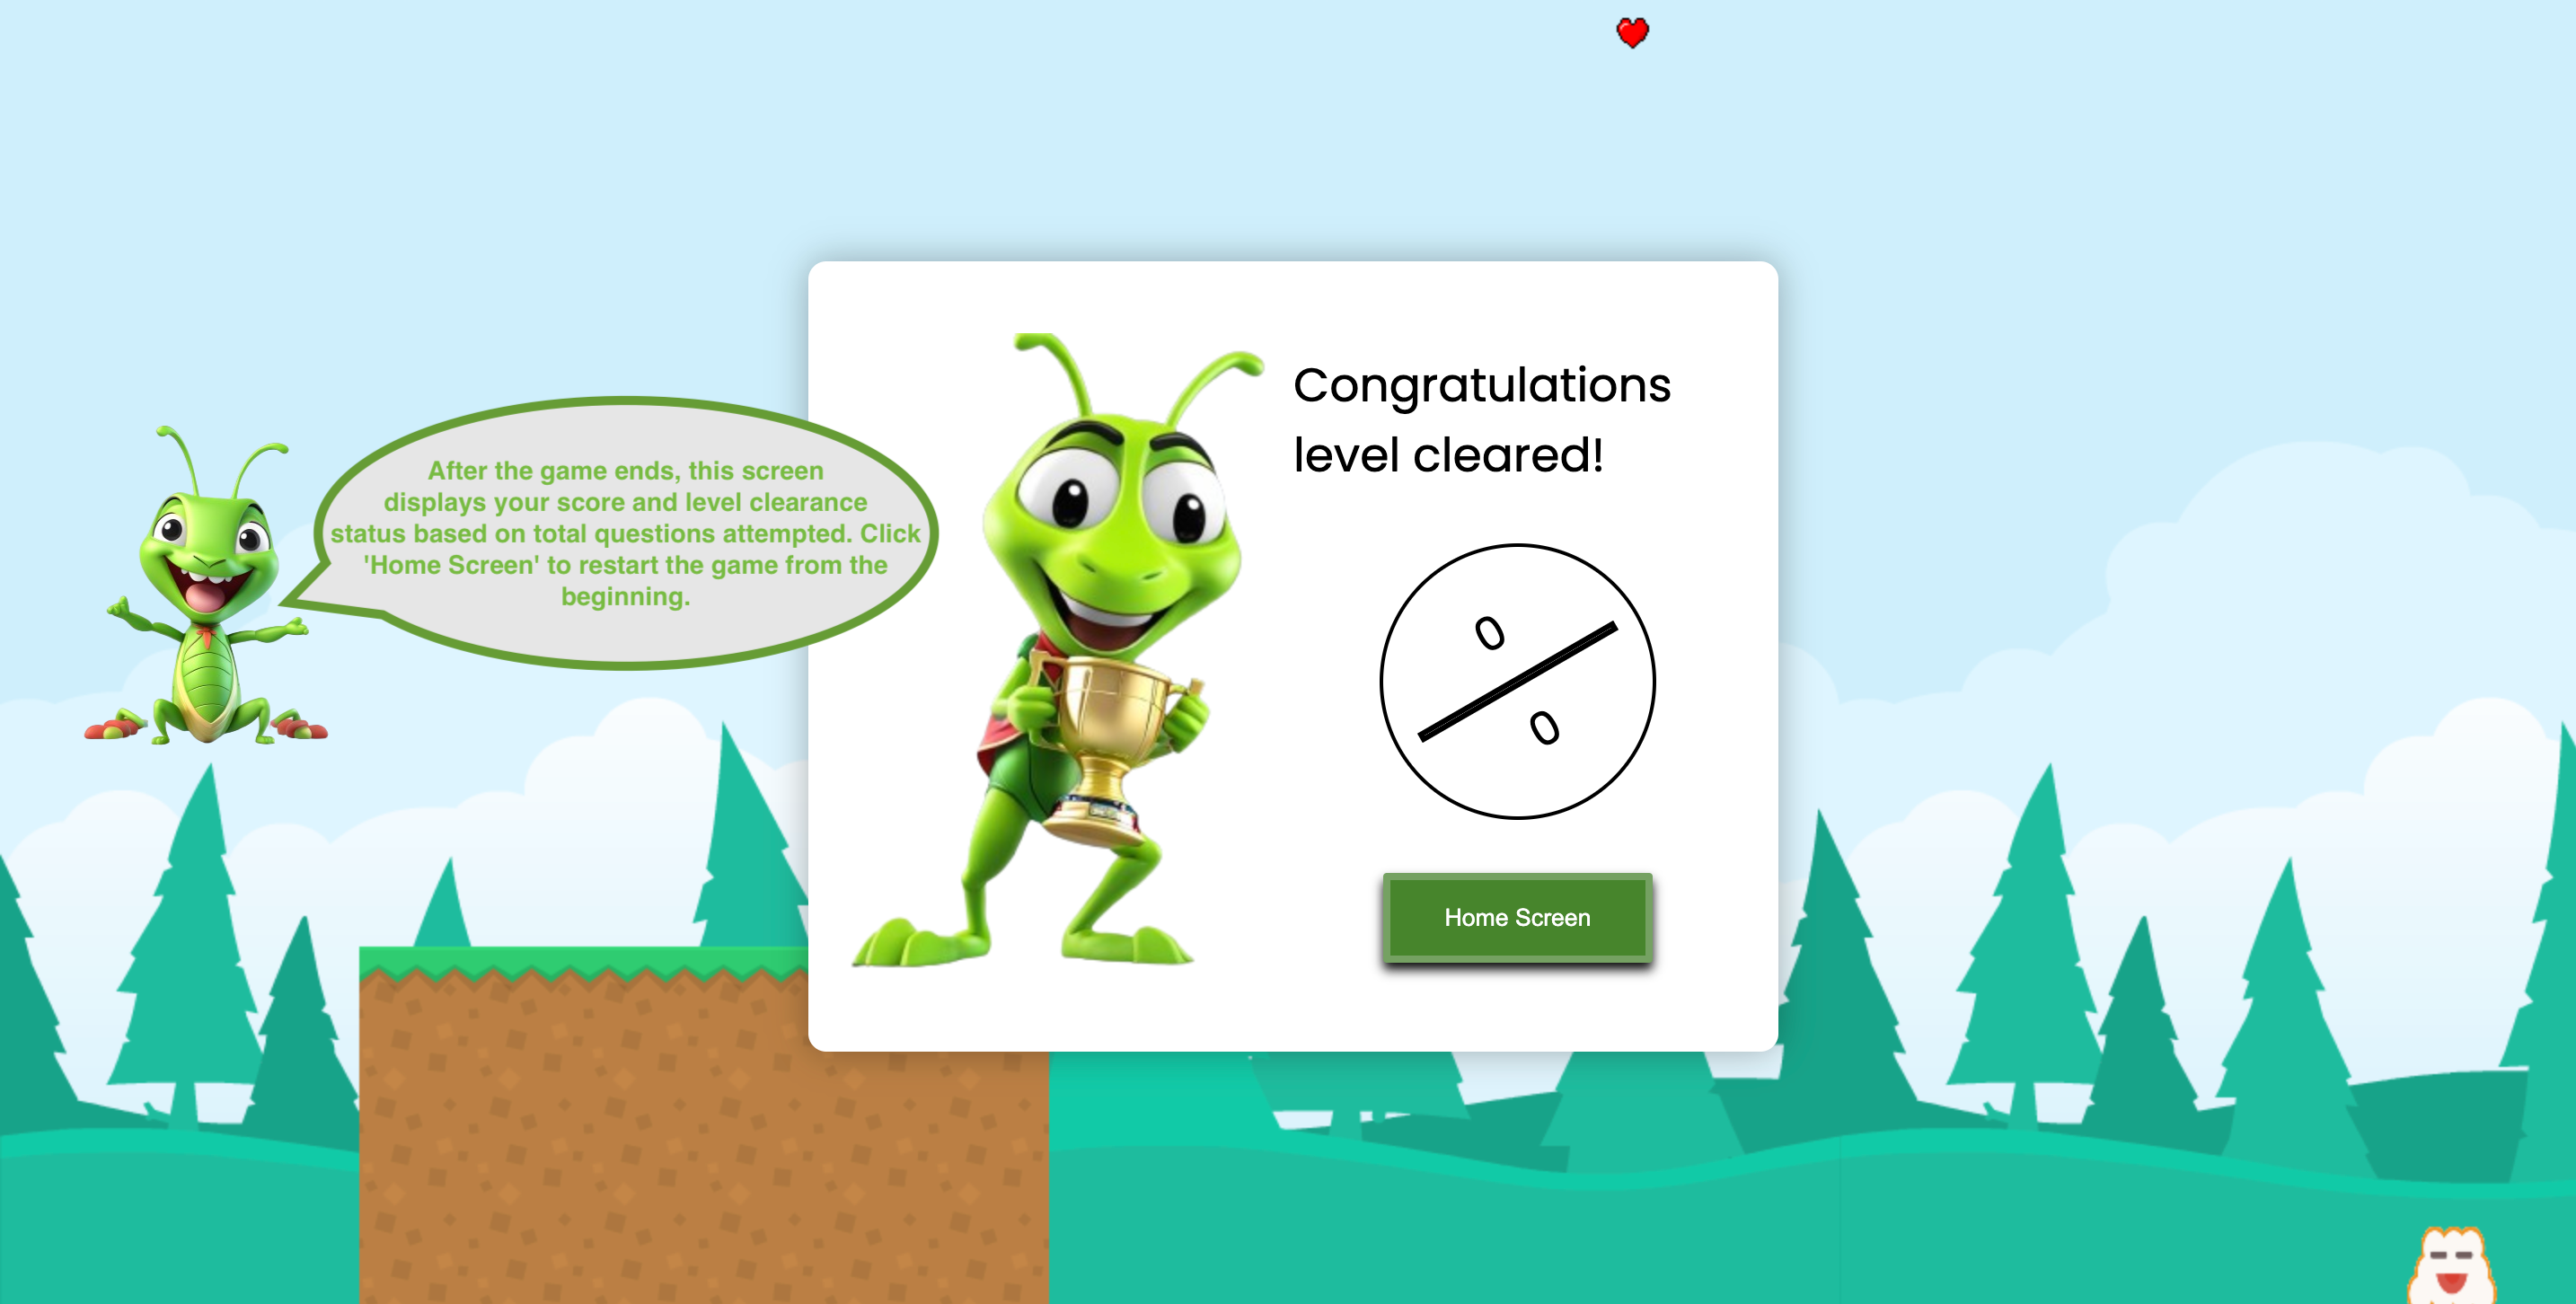 After the game ends, this screen
displays your score and level clearance
status based on total questions attempted. Click
'Home Screen' to restart the game from the
beginning.
Congratulations
level cleared!
0
0
Home Screen